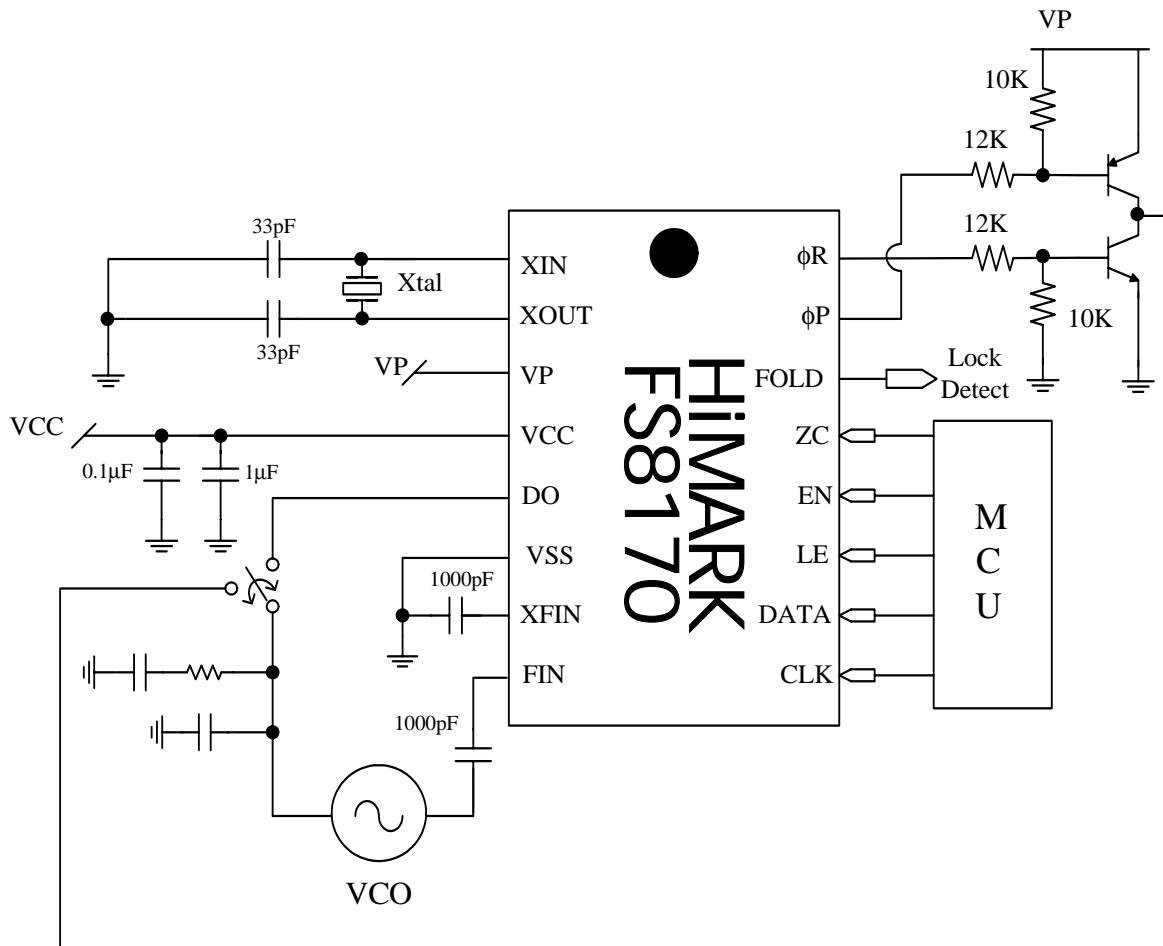 VP
10K
12K
33pF
12K
XIN
Xtal
ϕR
XOUT
ϕP
33pF
10K
VP
VP
FOLD
Lock
Detect
HiMARK
FS8170
VCC
VCC
ZC
0.1µF
1µF
DO
EN
M
C
U
VSS
LE
1000pF
XFIN
DATA
FIN
CLK
1000pF
VCO